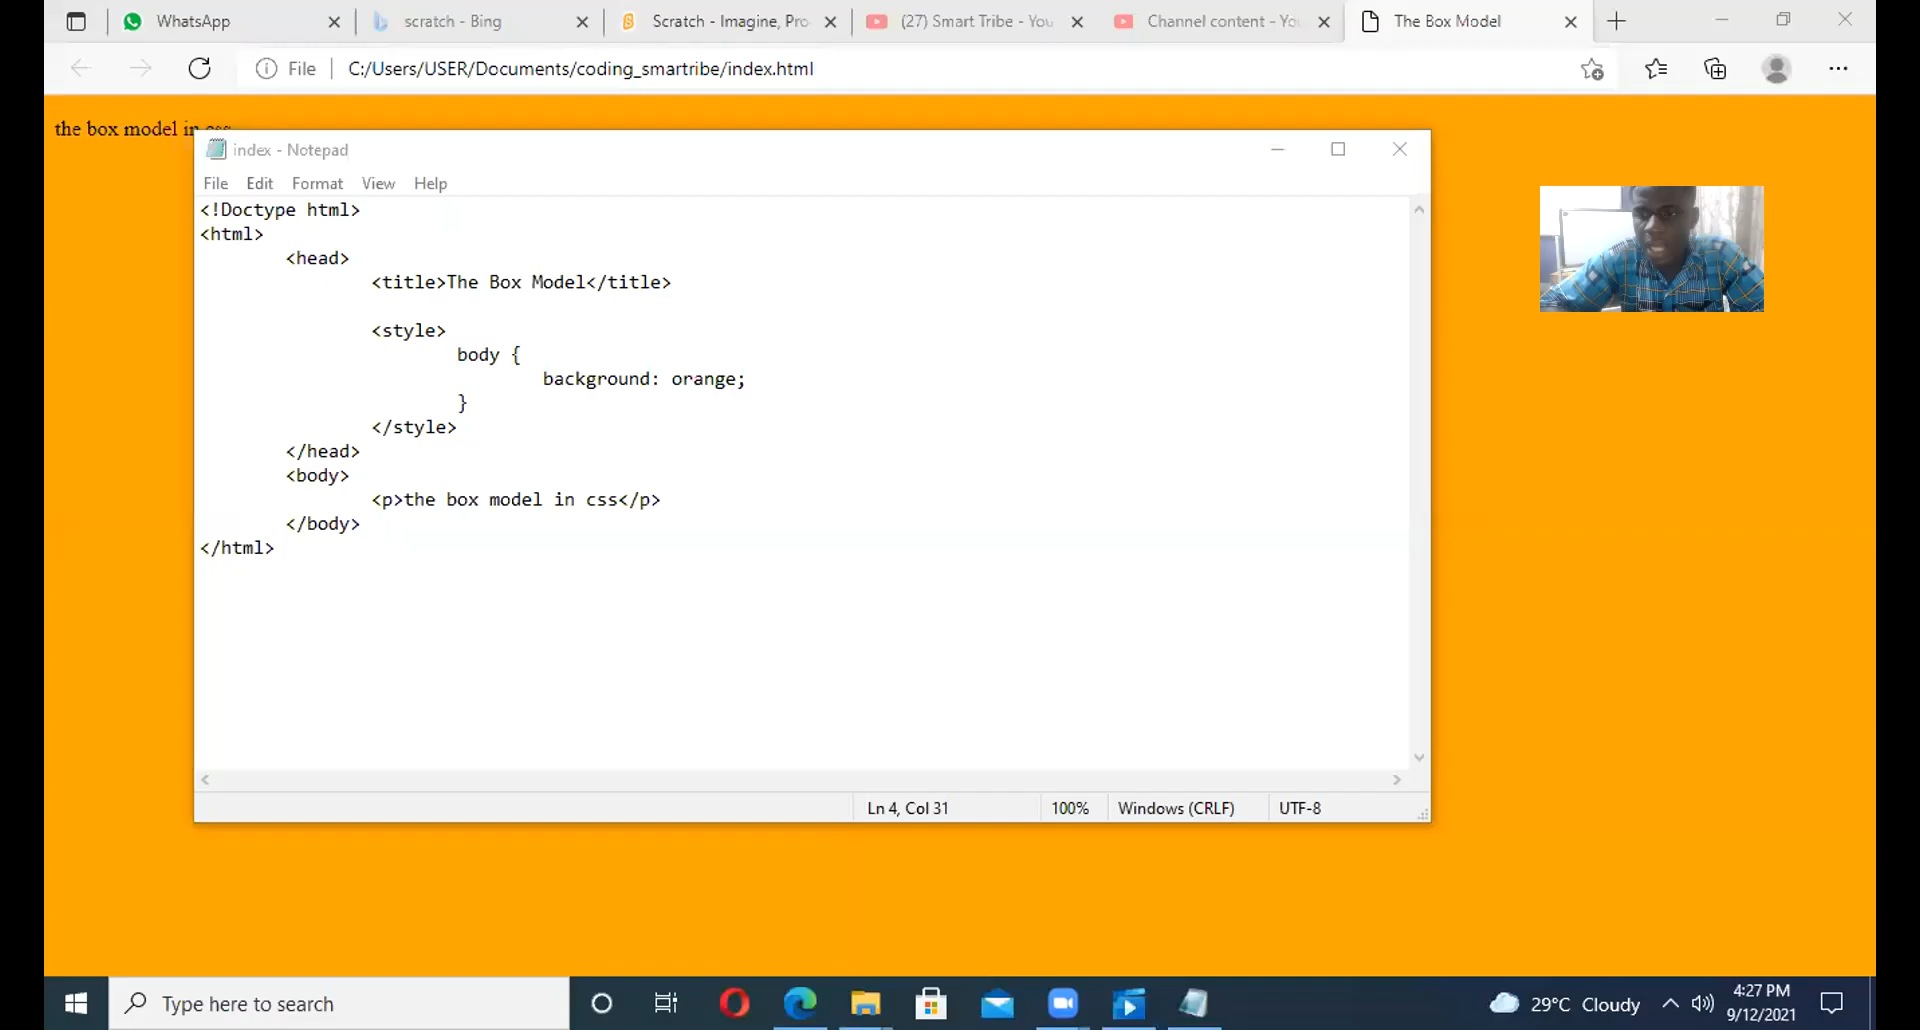 WhatsApp
scratch - Bing
Scratch - Imagine, Pro
(27) Smart Tribe - You
Channel content - You
The Box Model
File
C:/Users/USER/Documents/coding_smartribe/index.html
the box model in css
index - Notepad
File Edit Format View Help
<!Doctype html>
<html>
<head>
<title>The Box Model</title>
<style>
body {
background: orange;
}
</style>
</head>
<body>
<p>the box model in css</p>
</body>
</html>
Ln 4, Col 31
100%
Windows (CRLF)
UTF-8
Type here to search
29°C Cloudy
4:27 PM
9/12/2021